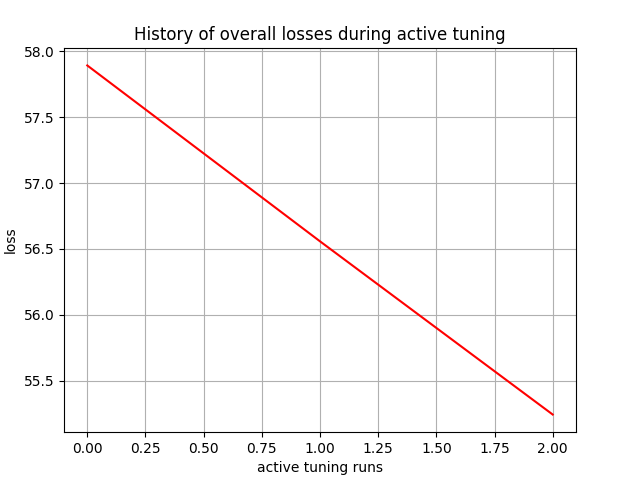 History of overall losses during active tuning
58.0
57.5
57.0
56.5
56.0
55.5
loss
0.00 0.25 0.50 0.75 1.00 1.25 1.50 1.75 2.00
active tuning runs